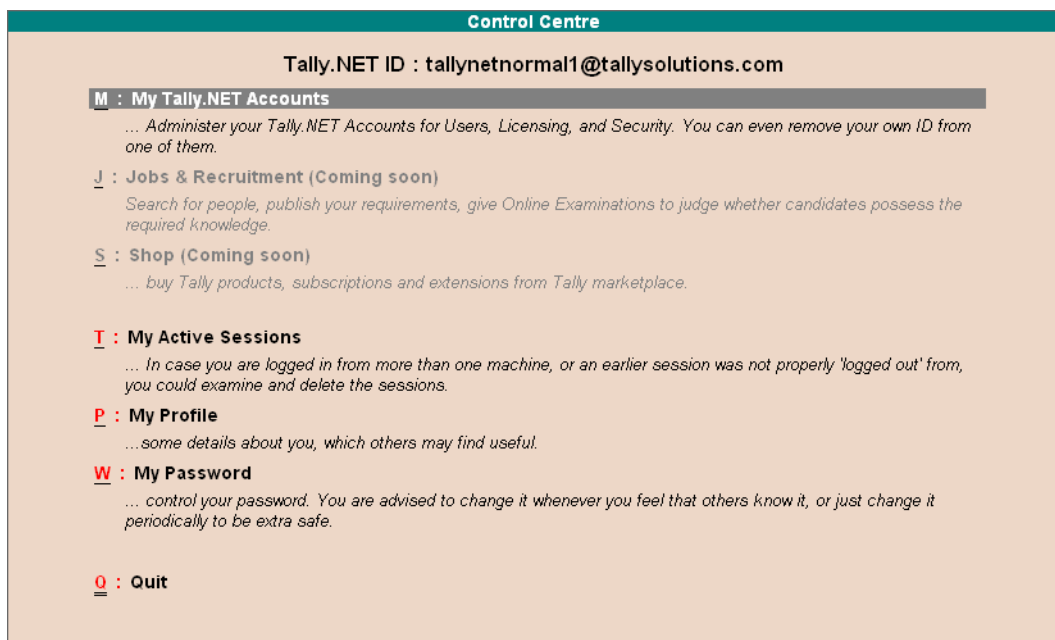 Control Centre
Tally.NET ID : tallynetnormal1@tallysolutions.com
M : My Tally.NET Accounts
... Administer your Tally.NET Accounts for Users, Licensing, and Security. You can even remove your own ID from
one of them.
J : Jobs & Recruitment (Coming soon)
Search for people, publish your requirements, give Online Examinations to judge whether candidates possess the
required knowledge.
S : Shop (Coming soon)
... buy Tally products, subscriptions and extensions from Tally marketplace.
T : My Active Sessions
... In case you are logged in from more than one machine, or an earlier session was not properly 'logged out' from,
you could examine and delete the sessions.
P : My Profile
...some details about you, which others may find useful.
W : My Password
... control your password. You are advised to change it whenever you feel that others know it, or just change it
periodically to be extra safe.
Q : Quit